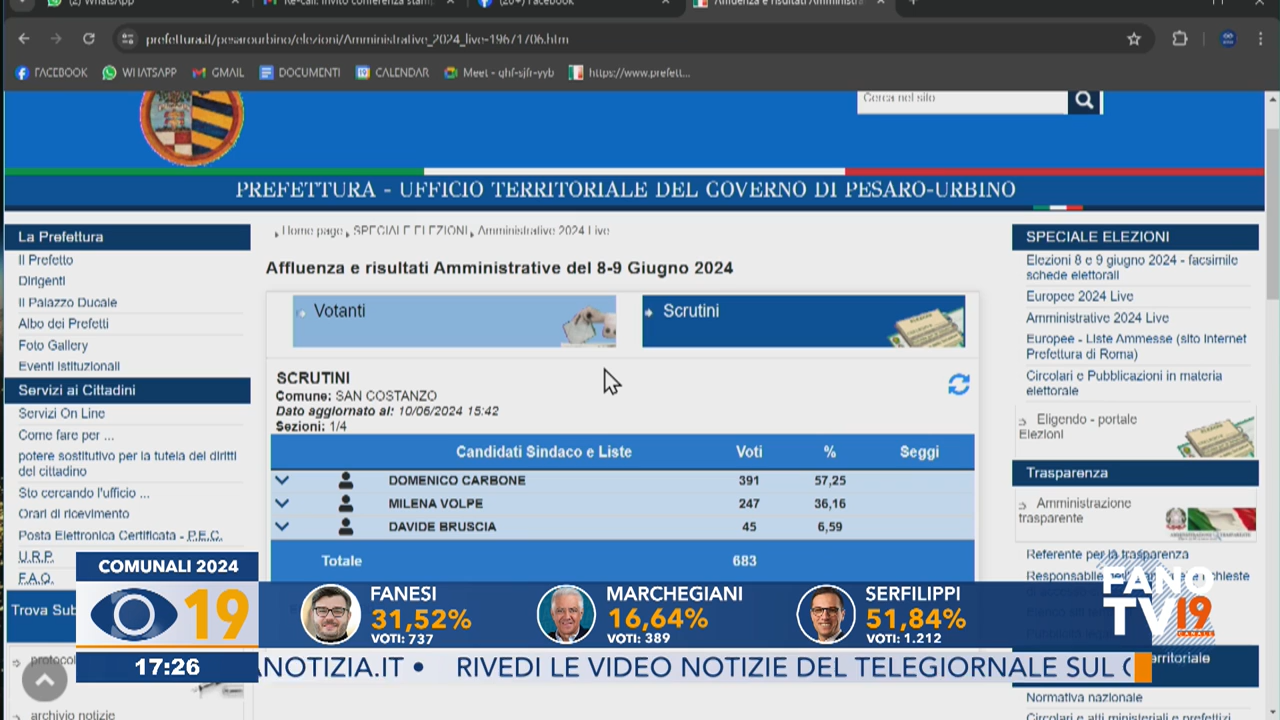 (2) WhatsApp
Re-call: Invito conferenza stamp
(20+) Facebook
Affluenza e risultati Amministra
prefettura.it/pesarourbino/elezioni/Amministrative_2024_live-19671706.htm
FACEBOOK
WHATSAPP
GMAIL
DOCUMENTI
CALENDAR
Meet - qhf-sjfr-yyb
https://www.prefett...
Cerca nel sito
PREFETTURA - UFFICIO TERRITORIALE DEL GOVERNO DI PESARO-URBINO
La Prefettura
Il Prefetto
Dirigenti
Il Palazzo Ducale
Albo dei Prefetti
Foto Gallery
Eventi istituzionali
Servizi ai Cittadini
Servizi On Line
Come fare per ...
potere sostitutivo per la tutela dei diritti
del cittadino
Sto cercando l'ufficio ...
Orari di ricevimento
Posta Elettronica Certificata - P.E.C.
U.R.P.
F.A.Q.
Trova Sub
protocol
archivio notizie
Home page SPECIALE ELEZIONI Amministrative 2024 Live
Affluenza e risultati Amministrative del 8-9 Giugno 2024
Votanti
Scrutini
SCRUTINI
Comune: SAN COSTANZO
Dato aggiornato al: 10/06/2024 15:42
Sezioni: 1/4
Candidati Sindaco e Liste Voti % Seggi
DOMENICO CARBONE 391 57,25
MILENA VOLPE 247 36,16
DAVIDE BRUSCIA 45 6,59
Totale 683
SPECIALE ELEZIONI
Elezioni 8 e 9 giugno 2024 - facsimile
schede elettorali
Europee 2024 Live
Amministrative 2024 Live
Europee - Liste Ammesse (sito Internet
Prefettura di Roma)
Circolari e Pubblicazioni in materia
elettorale
Eligendo - portale
Elezioni
Trasparenza
Amministrazione
trasparente
Referente per la trasparenza
Responsabile
erritoriale
Normativa nazionale
Circolari e atti ministeriali e prefettizi
COMUNALI 2024
19
17:26
FANESI
31,52%
VOTI: 737
MARCHEGIANI
16,64%
VOTI: 389
SERFILIPPI
51,84%
VOTI: 1.212
FANO
TV19
CANALE
ANOTIZIA.IT • RIVEDI LE VIDEO NOTIZIE DEL TELEGIORNALE SUL